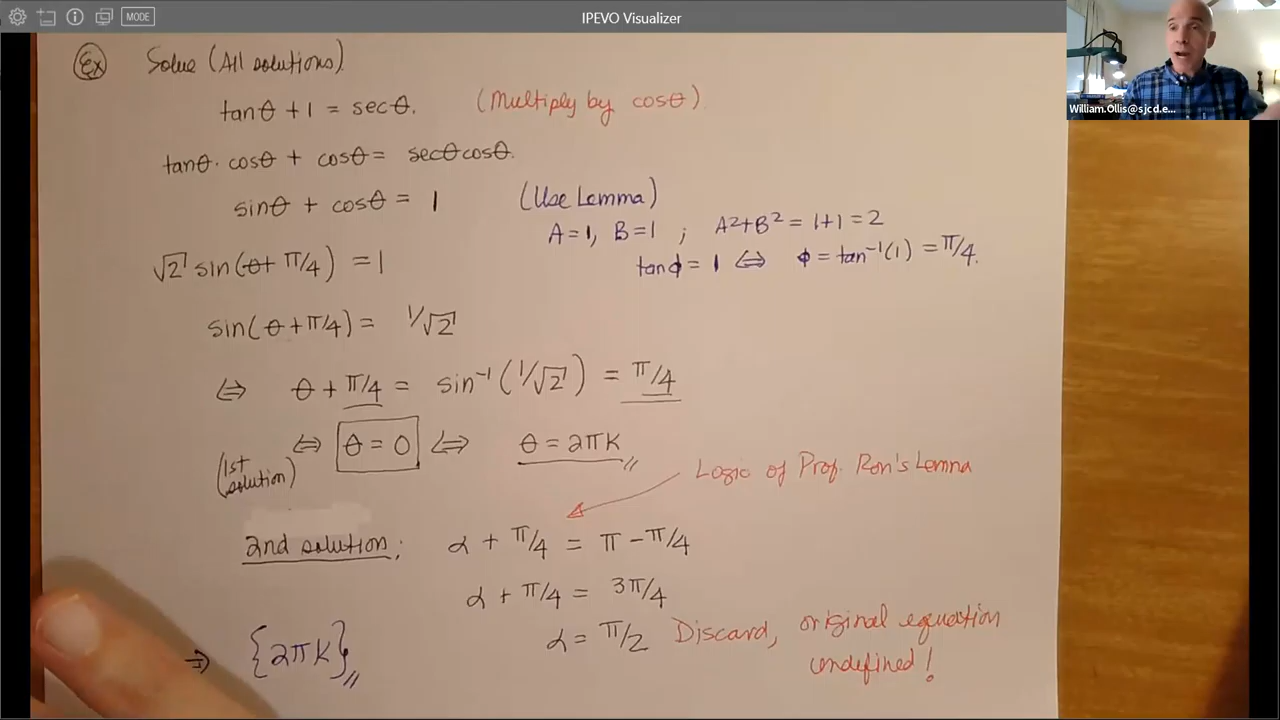 MODE
IPEVO Visualizer
William.Ollis@sjcd.e...
Ex Solve (All solutions).
tanθ + 1 = secθ. (Multiply by cosθ)
tanθ · cosθ + cosθ = secθcosθ.
sinθ + cosθ = 1 (Use Lemma)
A=1, B=1 ; A²+B² = 1+1 = 2
√2 sin(θ+π/4) = 1
tanϕ = 1 ⇔ ϕ = tan⁻¹(1) = π/4.
sin(θ+π/4) = 1/√2
⇔ θ + π/4 = sin⁻¹(1/√2) = π/4
(1st solution) ⇔ θ = 0 ⇔ θ = 2πk
Logic of Prof. Ron's Lemna
2nd solution: α + π/4 = π - π/4
α + π/4 = 3π/4
α = π/2 Discard, original equation
undefined!
⇒ {2πk}